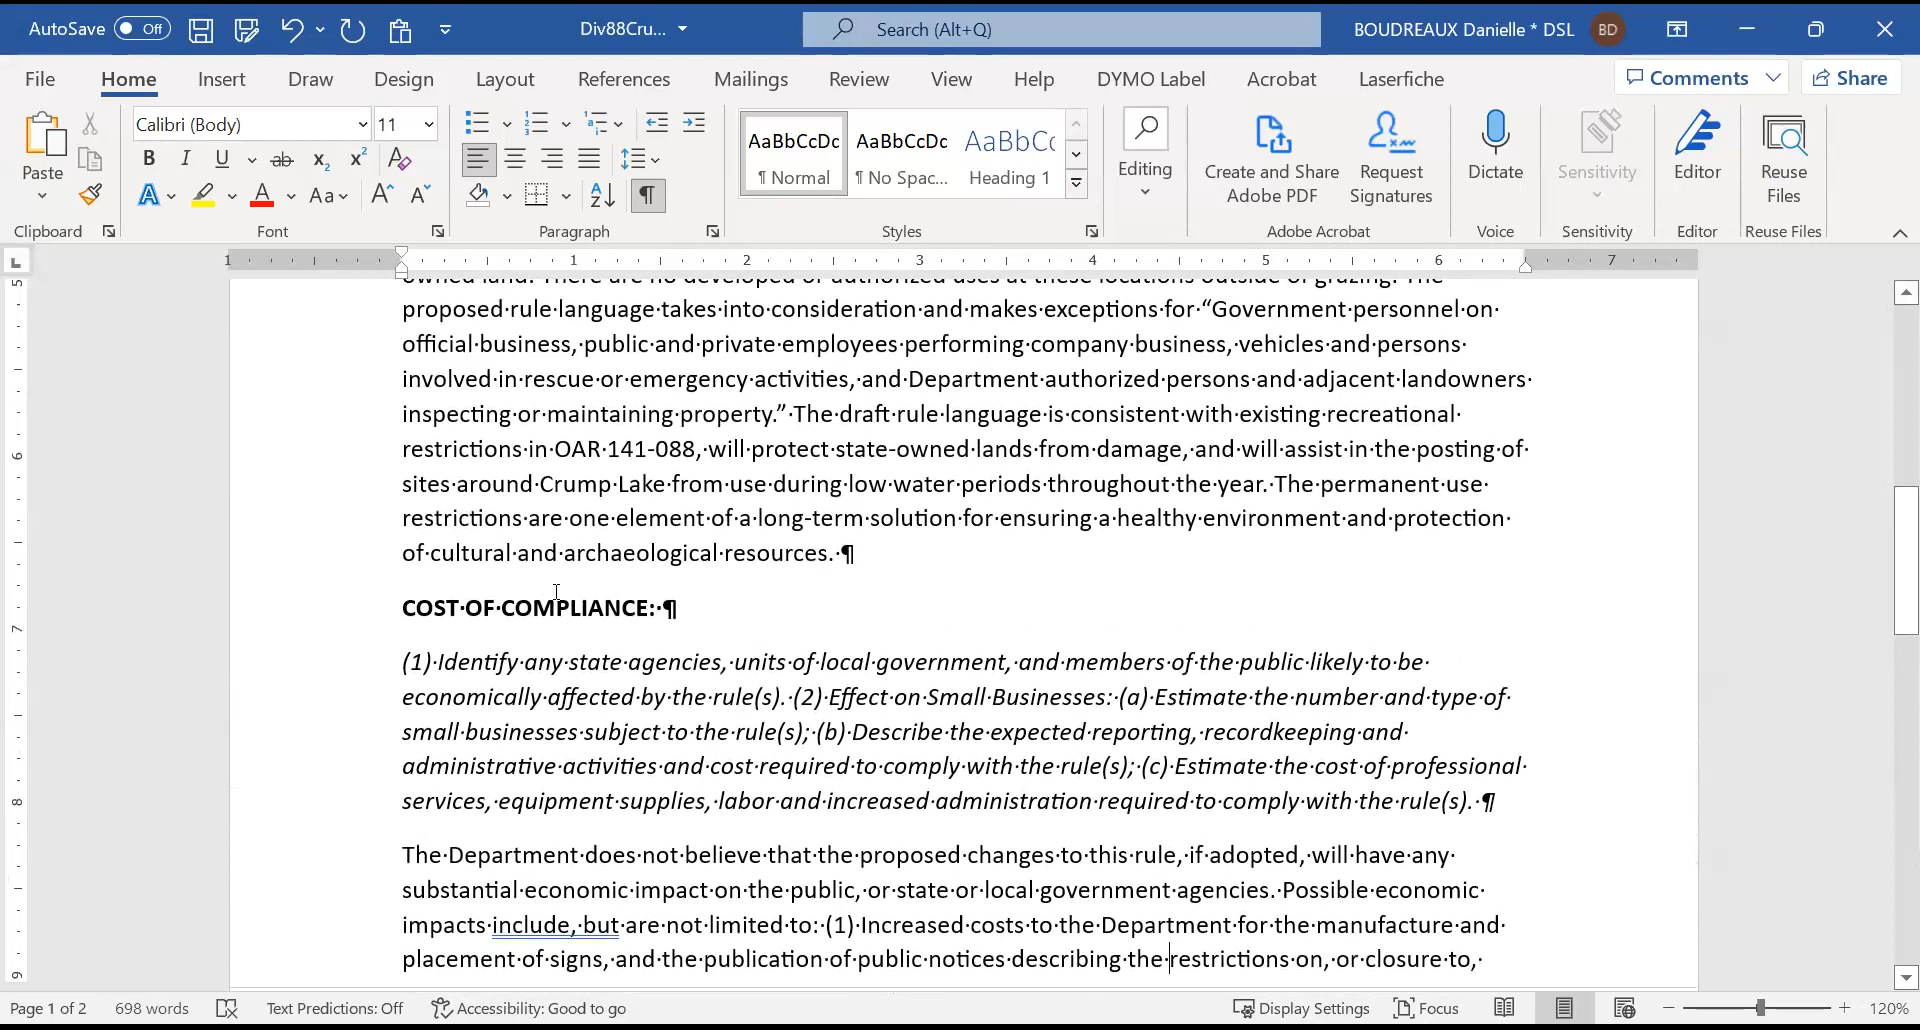 AutoSave Off Div88Cru... Search (Alt+Q) BOUDREAUX Danielle * DSL BD
File Home Insert Draw Design Layout References Mailings Review View Help DYMO Label Acrobat Laserfiche Comments Share
Calibri (Body) 11
AaBbCcDc AaBbCcDc AaBbCc
¶ Normal ¶ No Spac... Heading 1
Paste
Editing
Create and Share Adobe PDF
Request Signatures
Dictate
Sensitivity
Editor
Reuse Files
Clipboard Font Paragraph Styles Adobe Acrobat Voice Sensitivity Editor Reuse Files
1 1 2 3 4 5 6 7
owned land. There are no developed or authorized uses at these locations outside of grazing. The
proposed rule language takes into consideration and makes exceptions for “Government personnel on
official business, public and private employees performing company business, vehicles and persons
involved in rescue or emergency activities, and Department authorized persons and adjacent landowners
inspecting or maintaining property.” The draft rule language is consistent with existing recreational
restrictions in OAR 141-088, will protect state-owned lands from damage, and will assist in the posting of
sites around Crump Lake from use during low water periods throughout the year. The permanent use
restrictions are one element of a long-term solution for ensuring a healthy environment and protection
of cultural and archaeological resources. ¶
COST OF COMPLIANCE: ¶
(1) Identify any state agencies, units of local government, and members of the public likely to be
economically affected by the rule(s). (2) Effect on Small Businesses: (a) Estimate the number and type of
small businesses subject to the rule(s); (b) Describe the expected reporting, recordkeeping and
administrative activities and cost required to comply with the rule(s); (c) Estimate the cost of professional
services, equipment supplies, labor and increased administration required to comply with the rule(s). ¶
The Department does not believe that the proposed changes to this rule, if adopted, will have any
substantial economic impact on the public, or state or local government agencies. Possible economic
impacts include, but are not limited to: (1) Increased costs to the Department for the manufacture and
placement of signs, and the publication of public notices describing the restrictions on, or closure to,
Page 1 of 2 698 words Text Predictions: Off Accessibility: Good to go Display Settings Focus 120%